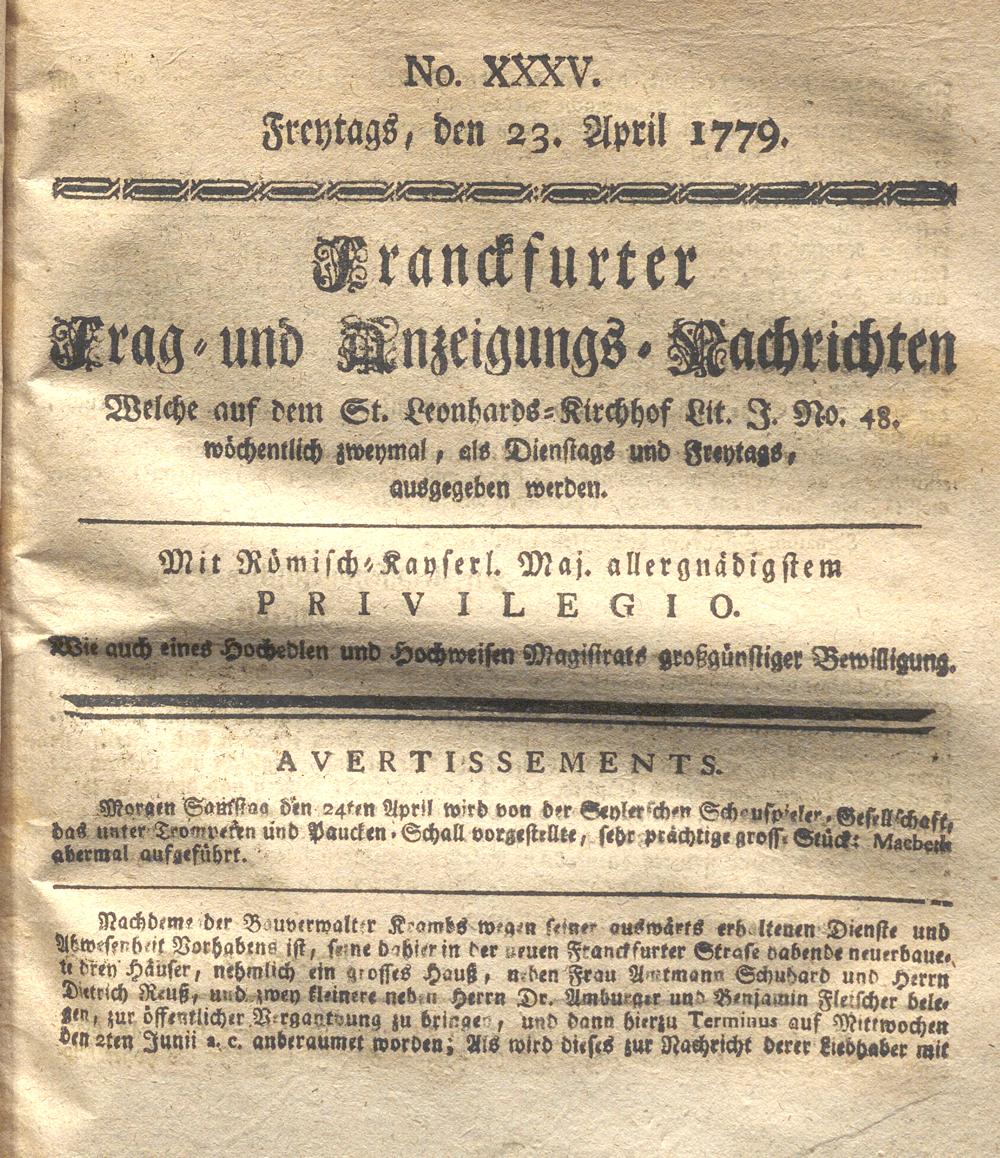 No. XXXV.
Freytags, den 23. April 1779.
Franckfurter
Frag- und Anzeigungs-Nachrichten
Welche auf dem St. Leonhards-Kirchhof Lit. J. No. 48.
wöchentlich zweymal, als Dienstags und Freytags,
ausgegeben werden.
Mit Römisch-Kayserl. Maj. allergnädigstem
PRIVILEGIO.
Wie auch eines Hochedlen und Hochweisen Magistrats großgünstiger Bewilligung.
AVERTISSEMENTS.
Morgen Samstag den 24ten April wird von der Seylerschen Schauspieler-Gesellschaft,
das unter Trompeten und Paucken-Schall vorgestellte, sehr prächtige gross- Stück: Macbeth
abermal aufgeführt.
Nachdeme der Bauverwalter Krambs wegen seiner auswärts erhaltenen Dienste und
Abwesenheit Vorhabens ist, seine dahier in der neuen Franckfurter Strase habende neuerbaue-
te drey Häuser, nehmlich ein grosses Hauß, neben Frau Amtmann Schuhard und Herrn
Dietrich Reuß, und zwey kleinere neben Herrn Dr. Amburger und Benjamin Fleischer bele-
gen, zur öffentlicher Vergantung zu bringen, und dann hierzu Terminus auf Mittwochen
den 2ten Junii a. c. anberaumet worden; Als wird dieses zur Nachricht derer Liebhaber mit